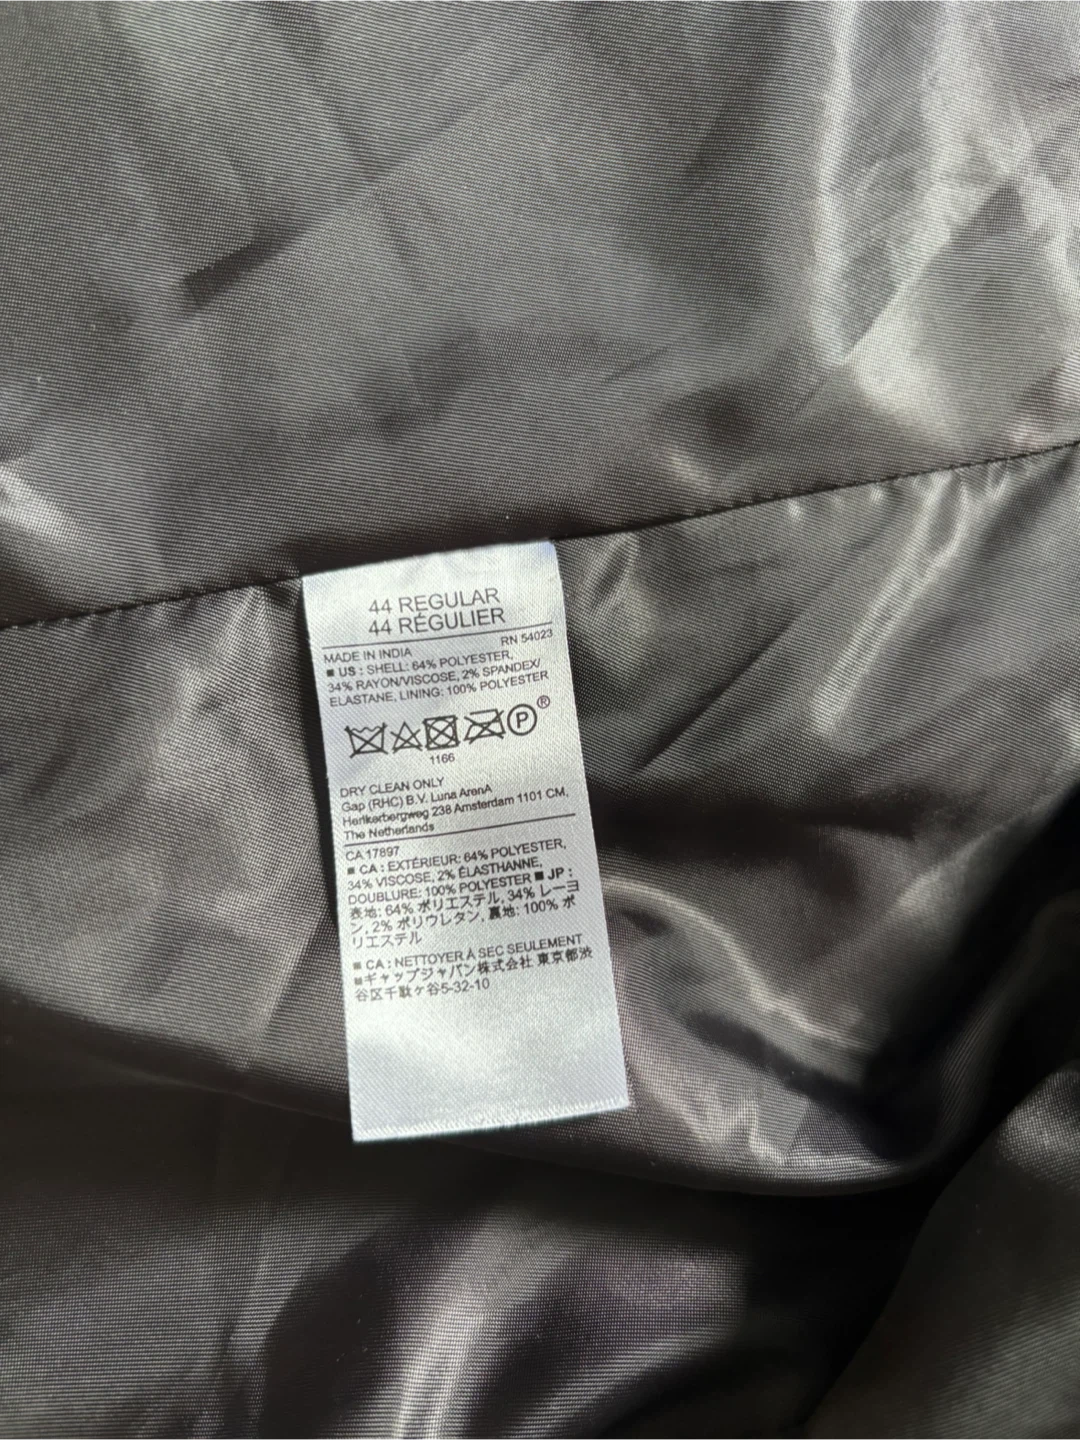 44 REGULAR
44 RÉGULIER
MADE IN INDIA RN 54023
■ US : SHELL: 64% POLYESTER,
34% RAYON/VISCOSE, 2% SPANDEX/
ELASTANE, LINING: 100% POLYESTER
P®
1166
DRY CLEAN ONLY
Gap (RHC) B.V. Luna ArenA
Herikerbergweg 238 Amsterdam 1101 CM,
The Netherlands
CA 17897
■ CA : EXTÉRIEUR: 64% POLYESTER,
34% VISCOSE, 2% ÉLASTHANNE,
DOUBLURE: 100% POLYESTER ■ JP :
表地: 64% ポリエステル, 34% レーヨ
ン, 2% ポリウレタン, 裏地: 100% ポ
リエステル
■ CA : NETTOYER À SEC SEULEMENT
■ギャップジャパン株式会社 東京都渋
谷区千駄ヶ谷5-32-10